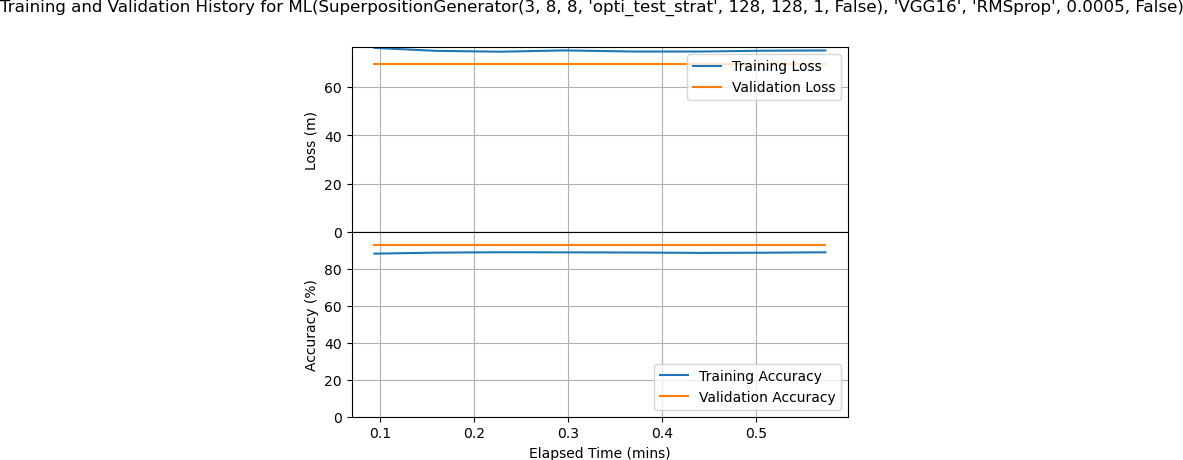 Training and Validation History for ML(SuperpositionGenerator(3, 8, 8, 'opti_test_strat', 128, 128, 1, False), 'VGG16', 'RMSprop', 0.0005, False)
Training Loss
Validation Loss
60
40
20
0
Loss (m)
Training Accuracy
Validation Accuracy
80
60
40
20
0
Accuracy (%)
0.1 0.2 0.3 0.4 0.5
Elapsed Time (mins)